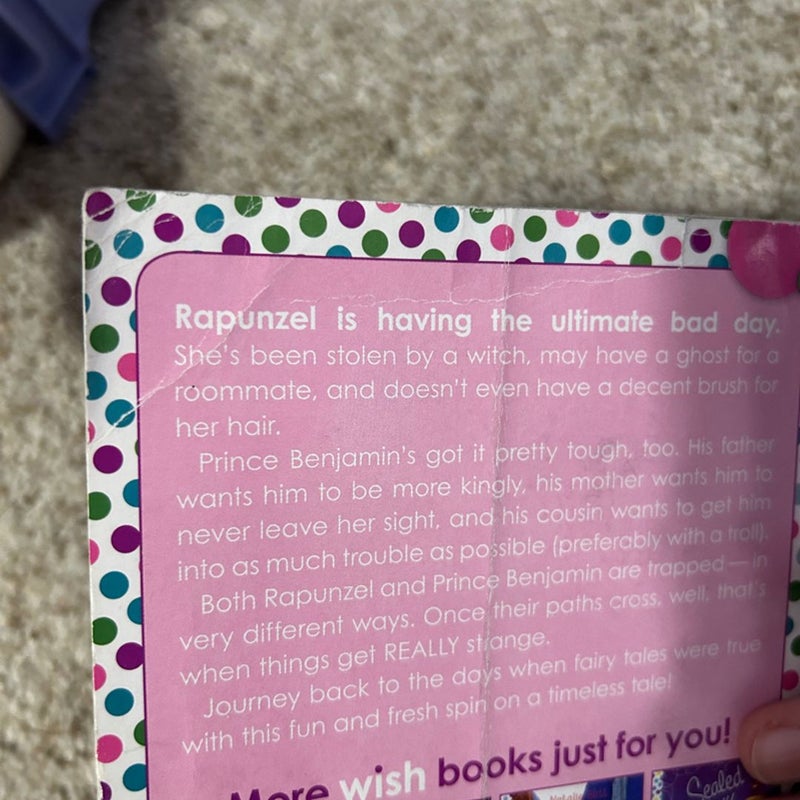 Rapunzel is having the ultimate bad day.
She's been stolen by a witch, may have a ghost for a
roommate, and doesn't even have a decent brush for
her hair.
Prince Benjamin's got it pretty tough, too. His father
wants him to be more kingly, his mother wants him to
never leave her sight, and his cousin wants to get him
into as much trouble as possible (preferably with a troll).
Both Rapunzel and Prince Benjamin are trapped—in
very different ways. Once their paths cross, well, that's
when things get REALLY strange.
Journey back to the days when fairy tales were true
with this fun and fresh spin on a timeless tale!
More wish books just for you!
Sealed